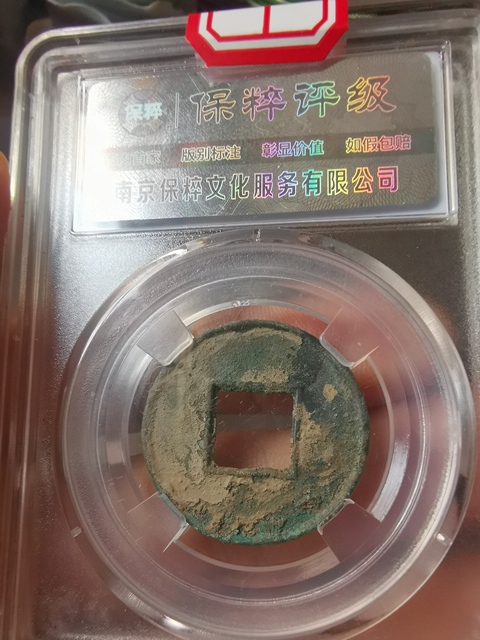 保粹
保粹评级
版别标注 彰显价值 如假包赔
南京保粹文化服务有限公司